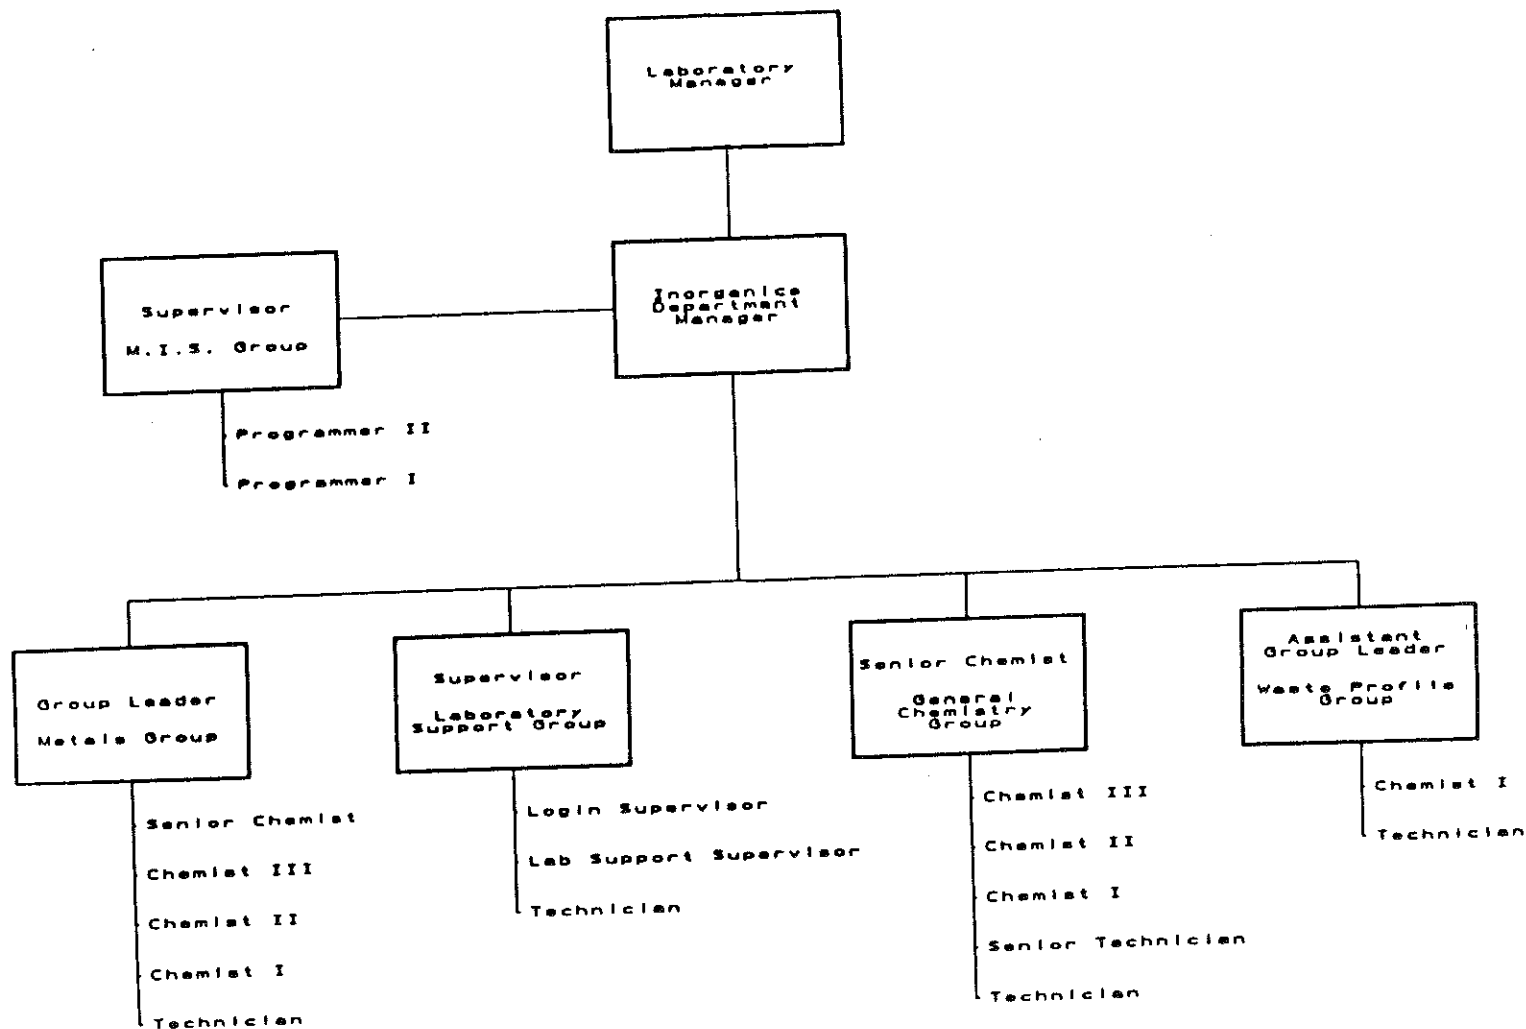 Laboratory
Manager
Inorganics
Department
Manager
Supervisor
M.I.S. Group
Programmer II
Programmer I
Group Leader
Metals Group
Senior Chemist
Chemist III
Chemist II
Chemist I
Technician
Supervisor
Laboratory
Support Group
Login Supervisor
Lab Support Supervisor
Technician
Senior Chemist
General
Chemistry
Group
Chemist III
Chemist II
Chemist I
Senior Technician
Technician
Assistant
Group Leader
Waste Profile
Group
Chemist I
Technician